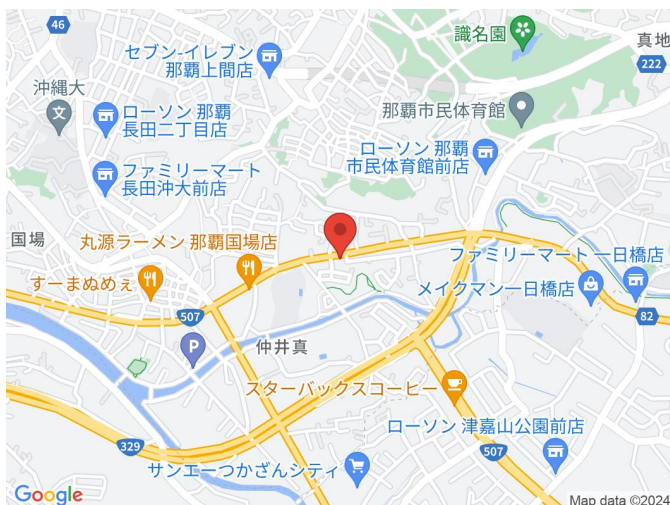 46
セブン-イレブン
那覇上間店
識名園
真地
222
沖縄大
ローソン 那覇
長田二丁目店
那覇市民体育館
ローソン 那覇
市民体育館前店
ファミリーマート
長田沖大前店
国場
丸源ラーメン 那覇国場店
すーまぬめぇ
ファミリーマート 一日橋店
メイクマン一日橋店
507
82
P
仲井真
スターバックスコーヒー
329
ローソン 津嘉山公園前店
507
サンエーつかざんシティ
Google
Map data ©2024